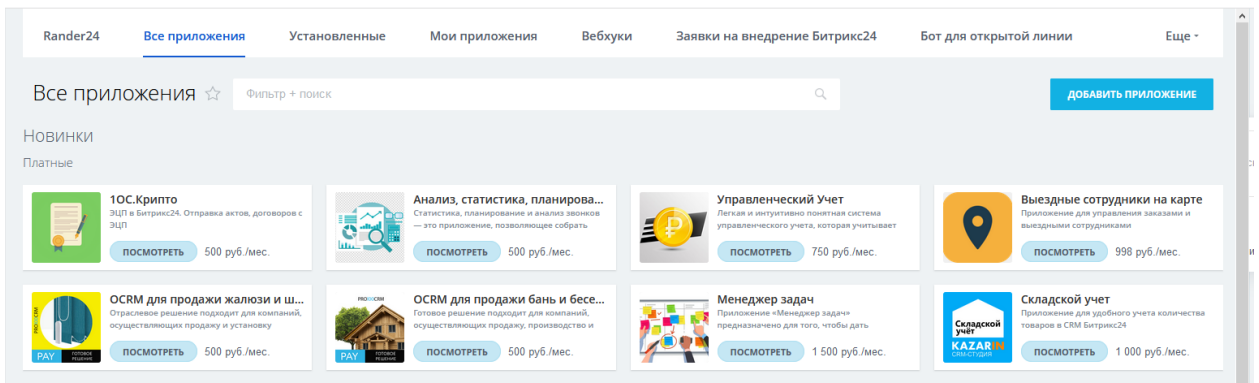 Rander24 Все приложения Установленные Мои приложения Вебхуки Заявки на внедрение Битрикс24 Бот для открытой линии Еще
Все приложения Фильтр + поиск ДОБАВИТЬ ПРИЛОЖЕНИЕ
Новинки
Платные
1ОС.Крипто
ЭЦП в Битрикс24. Отправка актов, договоров с
ЭЦП
ПОСМОТРЕТЬ 500 руб./мес.
Анализ, статистика, планирова...
Статистика, планирование и анализ звонков
— это приложение, позволяющее собрать
ПОСМОТРЕТЬ 500 руб./мес.
Управленческий Учет
Легкая и интуитивно понятная система
управленческого учета, которая учитывает
ПОСМОТРЕТЬ 750 руб./мес.
Выездные сотрудники на карте
Приложение для управления заказами и
выездными сотрудниками
ПОСМОТРЕТЬ 998 руб./мес.
PAY ГОТОВОЕ
РЕШЕНИЕ
ОCRM для продажи жалюзи и ш...
Отраслевое решение подходит для компаний,
осуществляющих продажу и установку
ПОСМОТРЕТЬ 500 руб./мес.
PAY ГОТОВОЕ
РЕШЕНИЕ
ОCRM для продажи бань и бесе...
Готовое решение подходит для компаний,
осуществляющих продажу, производство и
ПОСМОТРЕТЬ 500 руб./мес.
Менеджер задач
Приложение «Менеджер задач»
предназначено для того, чтобы дать
ПОСМОТРЕТЬ 1 500 руб./мес.
Складской
учёт
KAZARIN
CRM-СТУДИЯ
Складской учет
Приложение для удобного учета количества
товаров в CRM Битрикс24
ПОСМОТРЕТЬ 1 000 руб./мес.